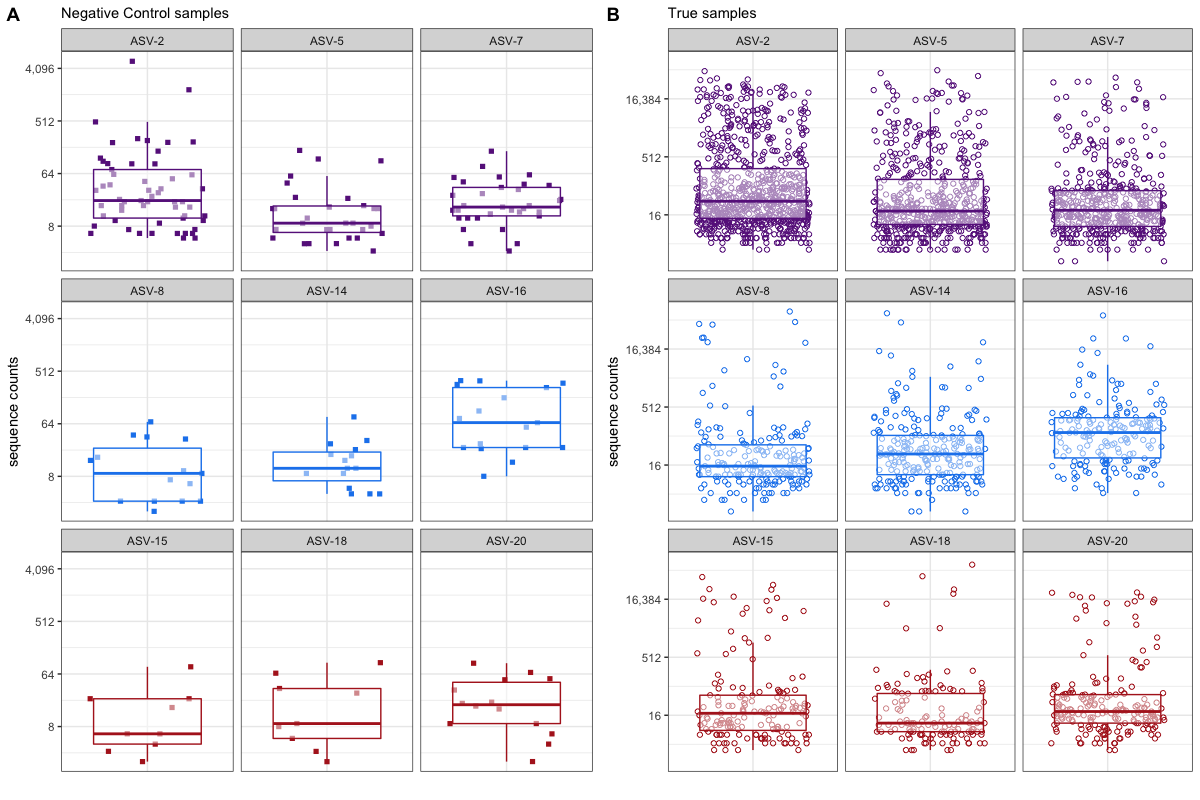 A
Negative Control samples
ASV-2
ASV-5
ASV-7
4,096
512
64
8
ASV-8
ASV-14
ASV-16
4,096
512
64
8
ASV-15
ASV-18
ASV-20
4,096
512
64
8
sequence counts
B
True samples
ASV-2
ASV-5
ASV-7
16,384
512
16
ASV-8
ASV-14
ASV-16
16,384
512
16
ASV-15
ASV-18
ASV-20
16,384
512
16
sequence counts